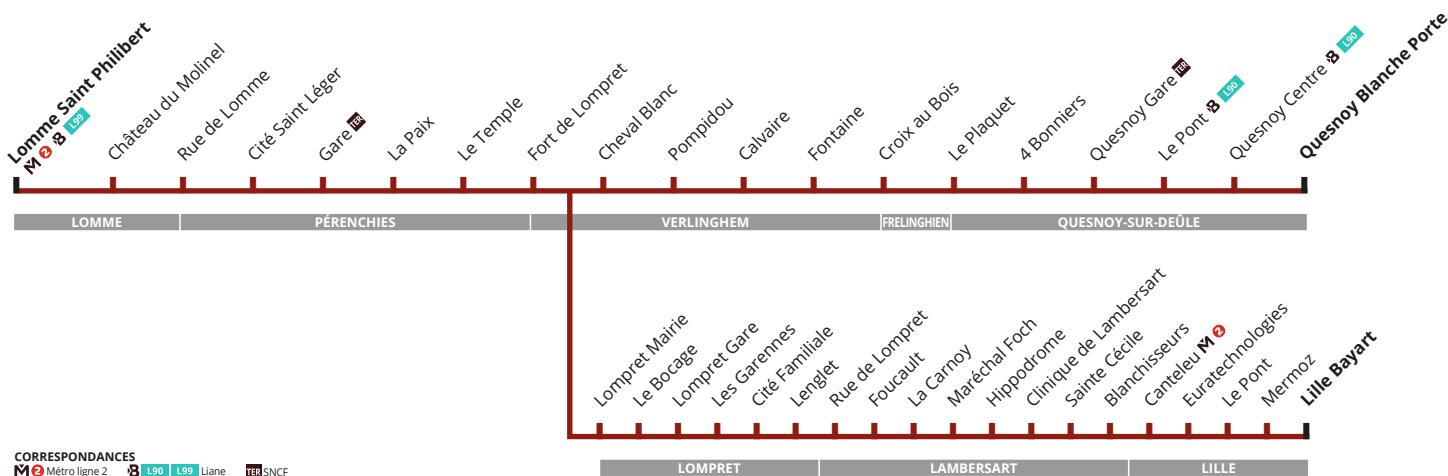 Lomme Saint Philibert
M 2 B L99
Château du Molinel
Rue de Lomme
Cité Saint Léger
Gare TER
La Paix
Le Temple
Fort de Lompret
Cheval Blanc
Pompidou
Calvaire
Fontaine
Croix au Bois
Le Plaquet
4 Bonniers
Quesnoy Gare TER
Le Pont B L90
Quesnoy Centre B L90
Quesnoy Blanche Porte
LOMME
PÉRENCHIES
VERLINGHEM
FRELINGHIEN
QUESNOY-SUR-DEÛLE
Lompret Mairie
Le Bocage
Lompret Gare
Les Garennes
Cité Familiale
Lenglet
Rue de Lompret
Foucault
La Carnoy
Maréchal Foch
Hippodrome
Clinique de Lambersart
Sainte Cécile
Blanchisseurs
Canteleu M 2
Euratechnologies
Le Pont
Mermoz
Lille Bayart
LOMPRET
LAMBERSART
LILLE
CORRESPONDANCES
M 2 Métro ligne 2 B L90 L99 Liane TER SNCF